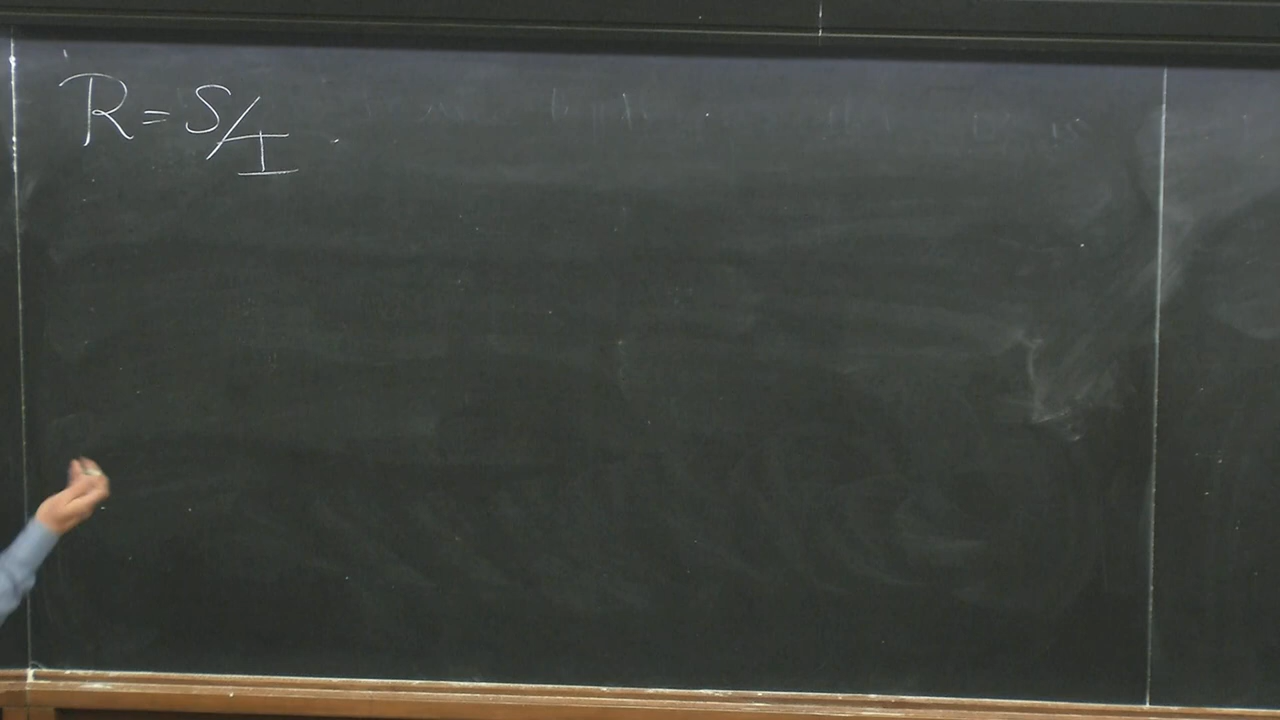 R = S/I